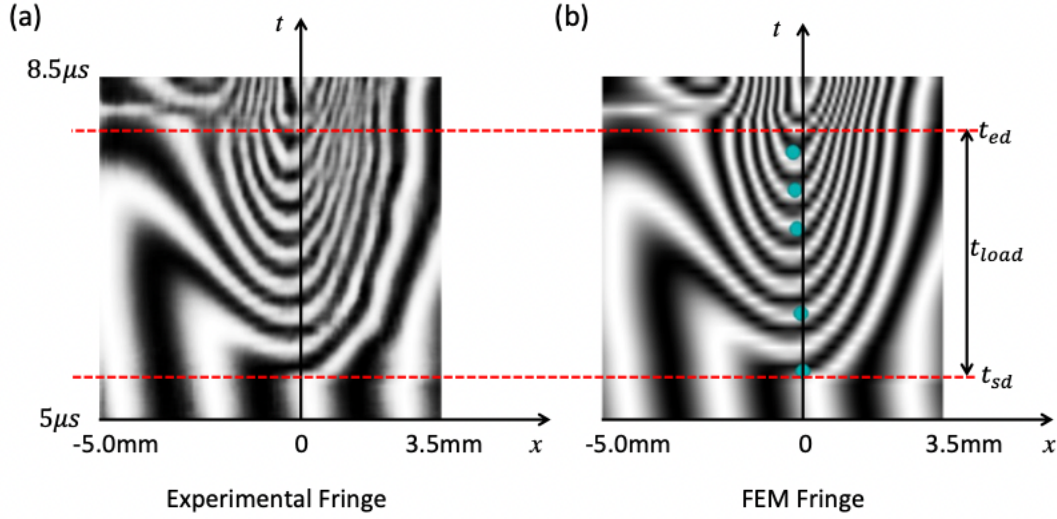 (a)
t
8.5μs
5μs
-5.0mm 0 3.5mm x
Experimental Fringe
(b)
t
t_ed
t_load
t_sd
-5.0mm 0 3.5mm x
FEM Fringe